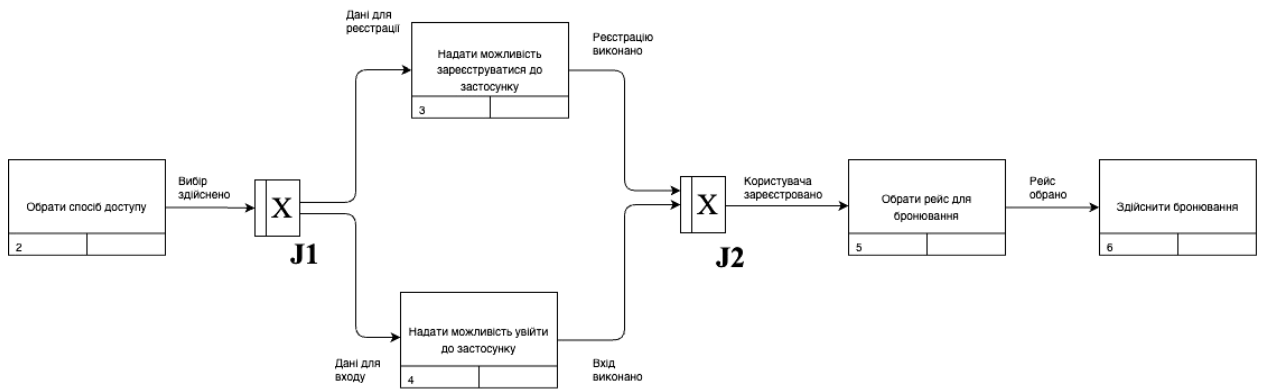 Обрати спосіб доступу
2
Вибір
здійснено
X
J1
Дані для
реєстрації
Надати можливість
зареєструватися до
застосунку
3
Реєстрацію
виконано
Дані для
входу
Надати можливість увійти
до застосунку
4
Вхід
виконано
X
J2
Користувача
зареєстровано
Обрати рейс для
бронювання
5
Рейс
обрано
Здійснити бронювання
6